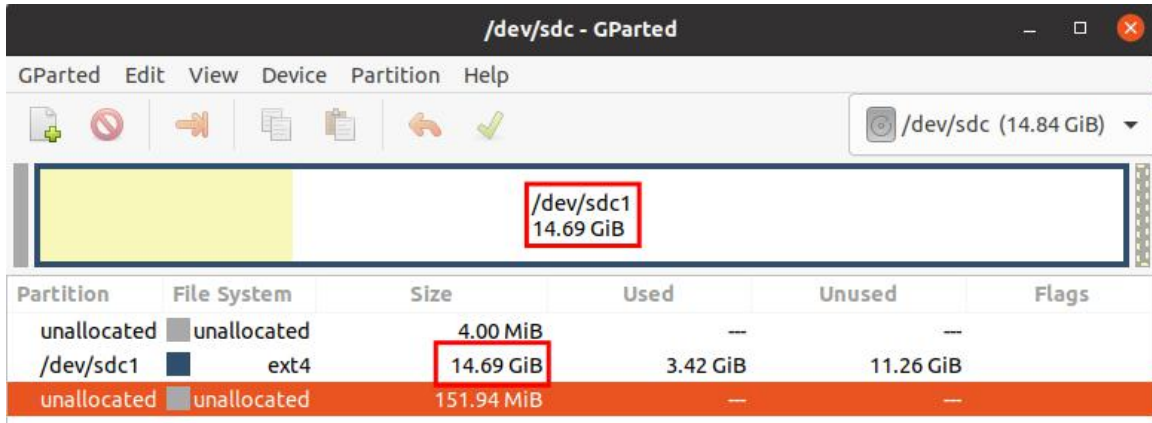 /dev/sdc - GParted
GParted Edit View Device Partition Help
/dev/sdc (14.84 GiB)
/dev/sdc1
14.69 GiB
Partition File System Size Used Unused Flags
unallocated unallocated 4.00 MiB --- ---
/dev/sdc1 ext4 14.69 GiB 3.42 GiB 11.26 GiB
unallocated unallocated 151.94 MiB --- ---